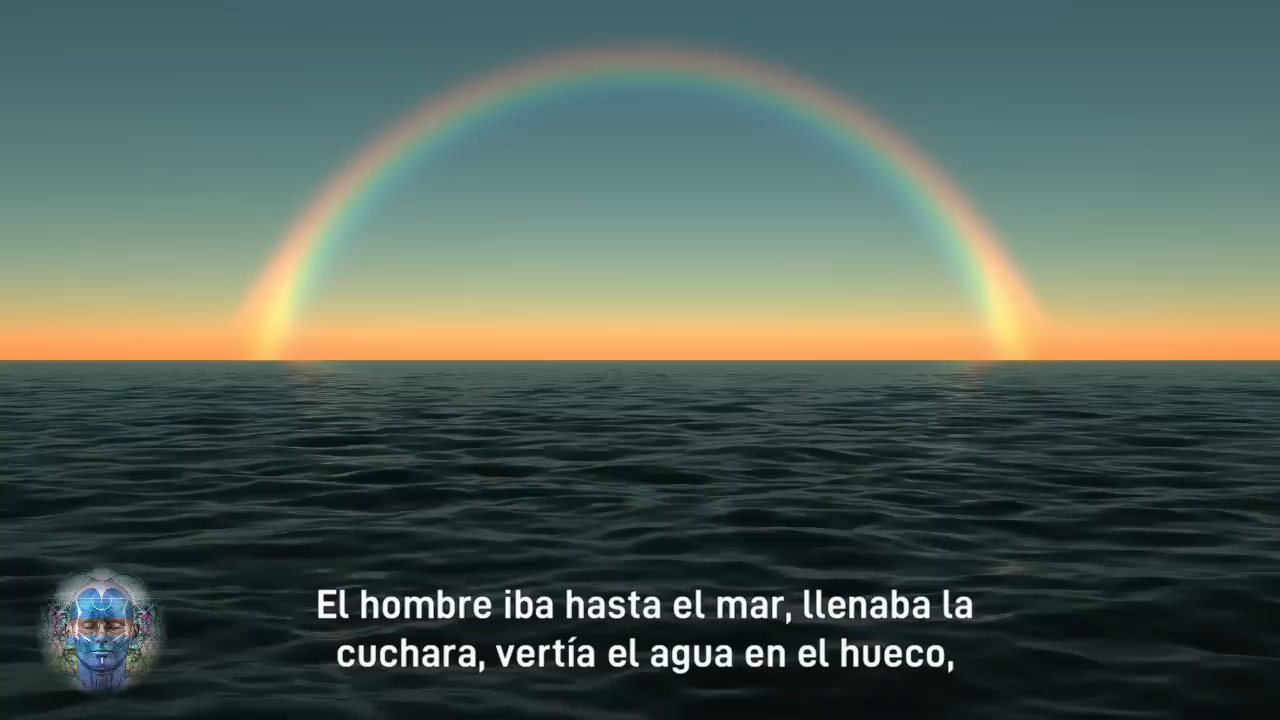 El hombre iba hasta el mar, llenaba la
cuchara, vertía el agua en el hueco,